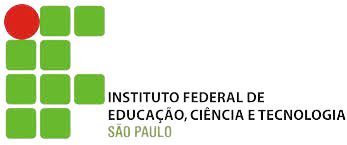 INSTITUTO FEDERAL DE
EDUCAÇÃO, CIÊNCIA E TECNOLOGIA
SÃO PAULO